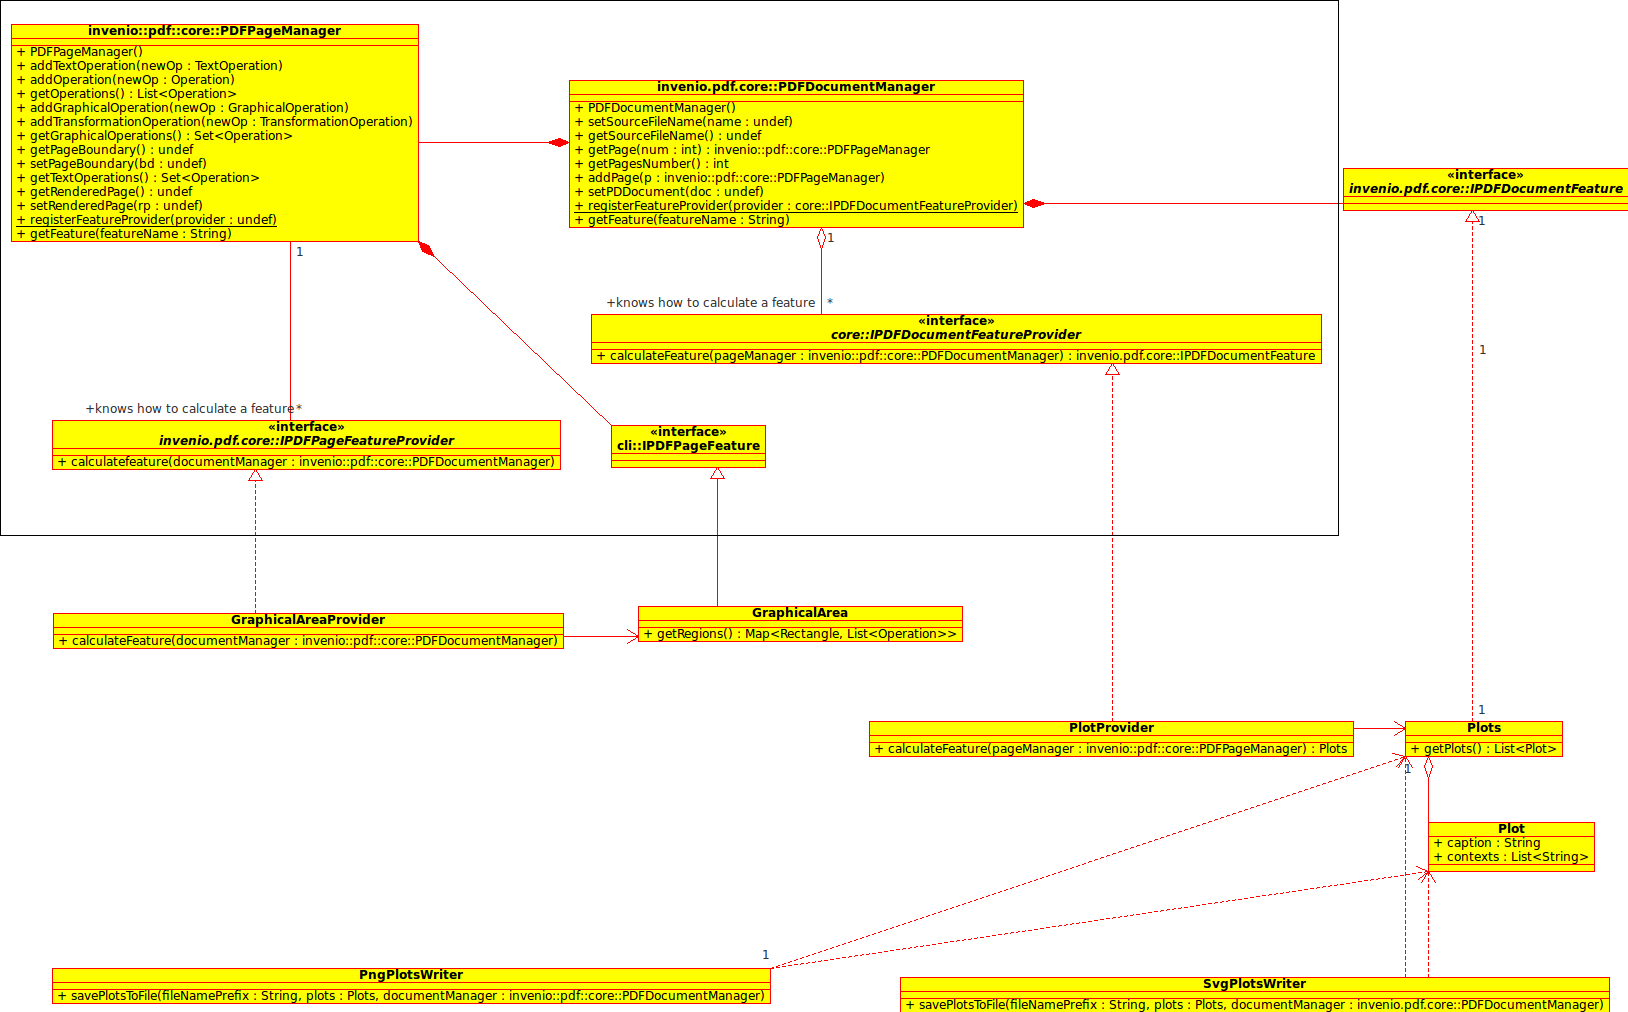 invenio::pdf::core::PDFPageManager
+ PDFPageManager()
+ addTextOperation(newOp : TextOperation)
+ addOperation(newOp : Operation)
+ getOperations() : List<Operation>
+ addGraphicalOperation(newOp : GraphicalOperation)
+ addTransformationOperation(newOp : TransformationOperation)
+ getGraphicalOperations() : Set<Operation>
+ getPageBoundary() : undef
+ setPageBoundary(bd : undef)
+ getTextOperations() : Set<Operation>
+ getRenderedPage() : undef
+ setRenderedPage(rp : undef)
+ registerFeatureProvider(provider : undef)
+ getFeature(featureName : String)
invenio.pdf.core::PDFDocumentManager
+ PDFDocumentManager()
+ setSourceFileName(name : undef)
+ getSourceFileName() : undef
+ getPage(num : int) : invenio::pdf::core::PDFPageManager
+ getPagesNumber() : int
+ addPage(p : invenio::pdf::core::PDFPageManager)
+ setPDDocument(doc : undef)
+ registerFeatureProvider(provider : core::IPDFDocumentFeatureProvider)
+ getFeature(featureName : String)
«interface»
invenio.pdf.core::IPDFDocumentFeature
1
1
1
+knows how to calculate a feature *
«interface»
core::IPDFDocumentFeatureProvider
+ calculateFeature(pageManager : invenio::pdf::core::PDFDocumentManager) : invenio.pdf.core::IPDFDocumentFeature
1
+knows how to calculate a feature *
«interface»
invenio.pdf.core::IPDFPageFeatureProvider
+ calculatefeature(documentManager : invenio::pdf::core::PDFDocumentManager)
«interface»
cli::IPDFPageFeature
GraphicalAreaProvider
+ calculateFeature(documentManager : invenio::pdf::core::PDFDocumentManager)
GraphicalArea
+ getRegions() : Map<Rectangle, List<Operation>>
1
PlotProvider
+ calculateFeature(pageManager : invenio::pdf::core::PDFPageManager) : Plots
Plots
+ getPlots() : List<Plot>
1
Plot
+ caption : String
+ contexts : List<String>
1
PngPlotsWriter
+ savePlotsToFile(fileNamePrefix : String, plots : Plots, documentManager : invenio::pdf::core::PDFDocumentManager)
SvgPlotsWriter
+ savePlotsToFile(fileNamePrefix : String, plots : Plots, documentManager : invenio.pdf.core::PDFDocumentManager)